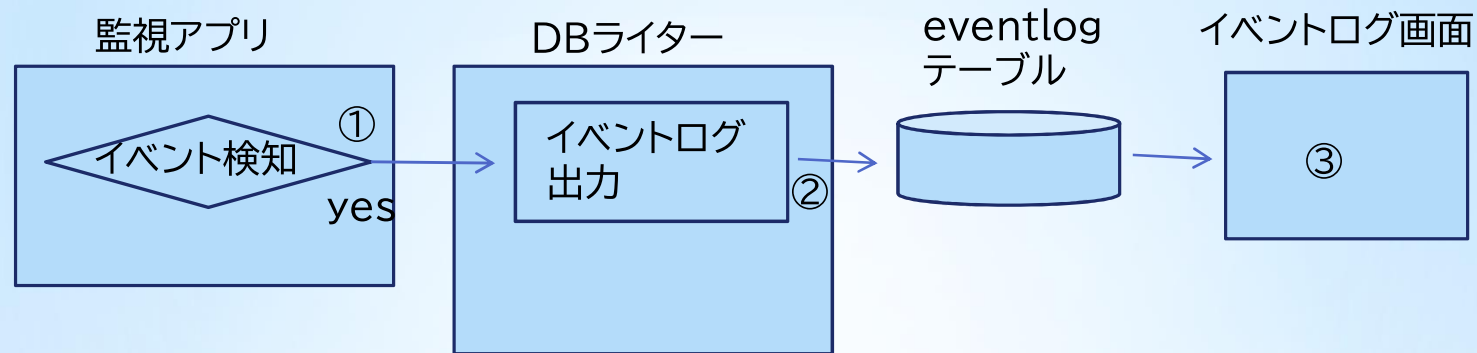 監視アプリ
DBライター
eventlog
テーブル
イベントログ画面
①
イベント検知
yes
イベントログ
出力
②
③